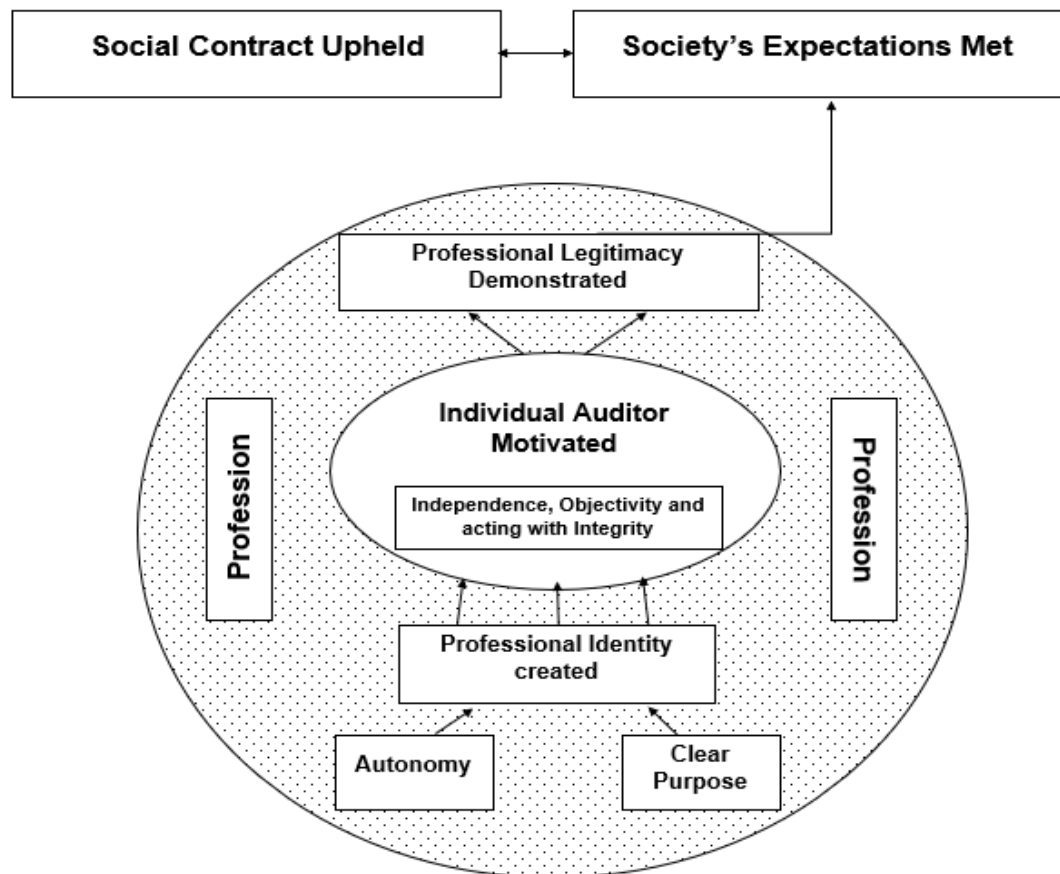 Social Contract Upheld
Society's Expectations Met
Professional Legitimacy
Demonstrated
Individual Auditor
Motivated
Independence, Objectivity and
acting with Integrity
Profession
Profession
Professional Identity
created
Autonomy
Clear
Purpose